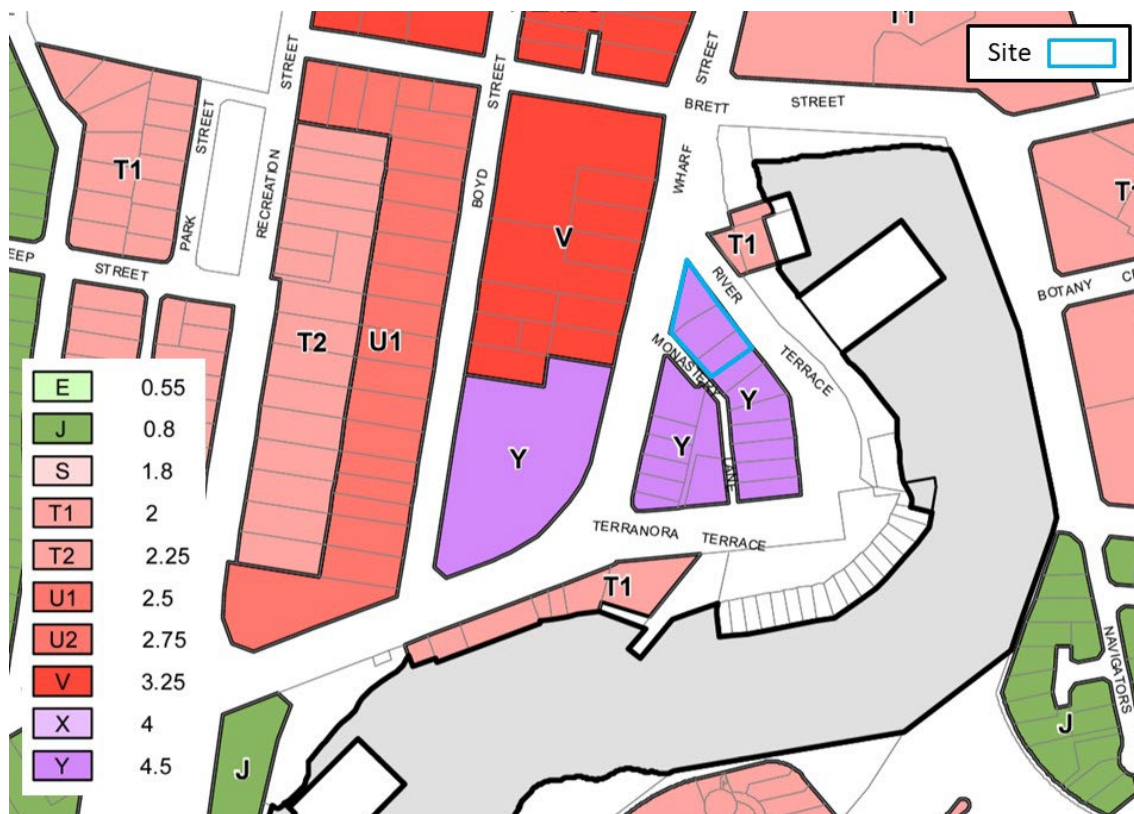 T1
Site
STREET
STREET
STREET
BRETT STREET
T1
STREET
RECREATION
PARK
BOYD
WHARF
V
T1
T1
STREET
RIVER
TERRACE
BOTANY
T2
U1
MONASTERY
LANE
Y
Y
Y
TERRANORA TERRACE
T1
NAVIGATORS
J
J
E 0.55
J 0.8
S 1.8
T1 2
T2 2.25
U1 2.5
U2 2.75
V 3.25
X 4
Y 4.5